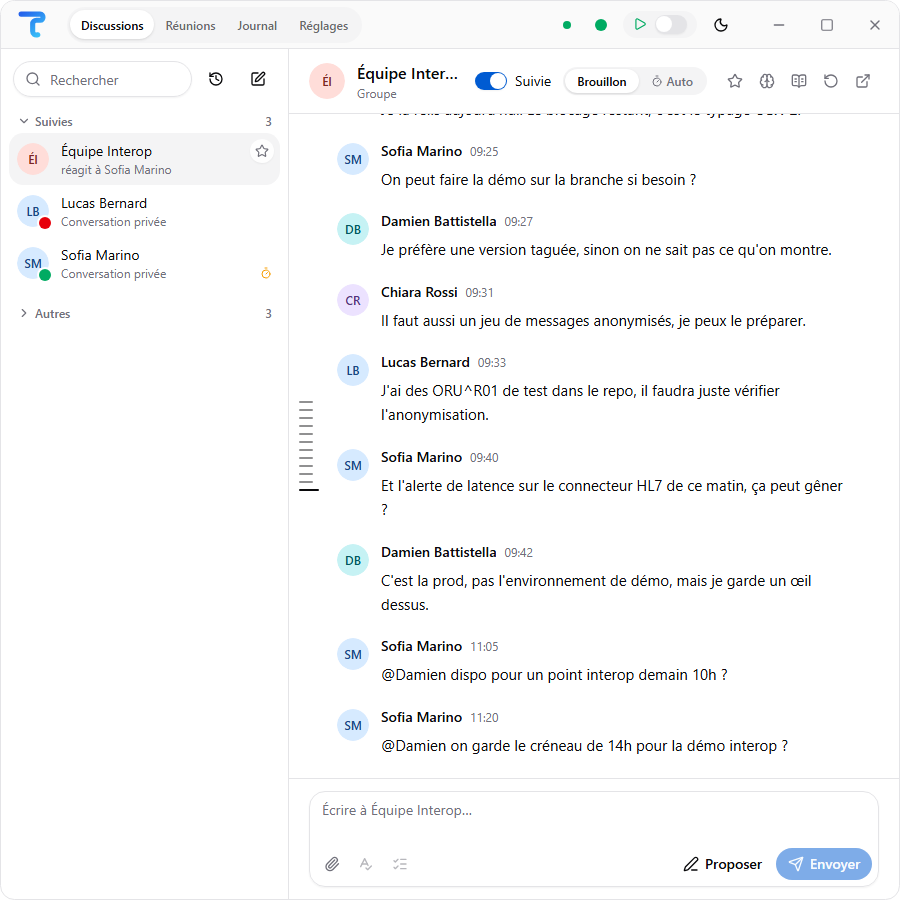 Discussions
Réunions
Journal
Réglages
Rechercher
Suivies 3
ÉI
Équipe Interop
réagit à Sofia Marino
LB
Lucas Bernard
Conversation privée
SM
Sofia Marino
Conversation privée
Autres 3
ÉI
Équipe Inter...
Groupe
Suivie
Brouillon
Auto
SM
Sofia Marino 09:25
On peut faire la démo sur la branche si besoin ?
DB
Damien Battistella 09:27
Je préfère une version taguée, sinon on ne sait pas ce qu'on montre.
CR
Chiara Rossi 09:31
Il faut aussi un jeu de messages anonymisés, je peux le préparer.
LB
Lucas Bernard 09:33
J'ai des ORU^R01 de test dans le repo, il faudra juste vérifier
l'anonymisation.
SM
Sofia Marino 09:40
Et l'alerte de latence sur le connecteur HL7 de ce matin, ça peut gêner
?
DB
Damien Battistella 09:42
C'est la prod, pas l'environnement de démo, mais je garde un œil
dessus.
SM
Sofia Marino 11:05
@Damien dispo pour un point interop demain 10h ?
SM
Sofia Marino 11:20
@Damien on garde le créneau de 14h pour la démo interop ?
Écrire à Équipe Interop...
Proposer
Envoyer